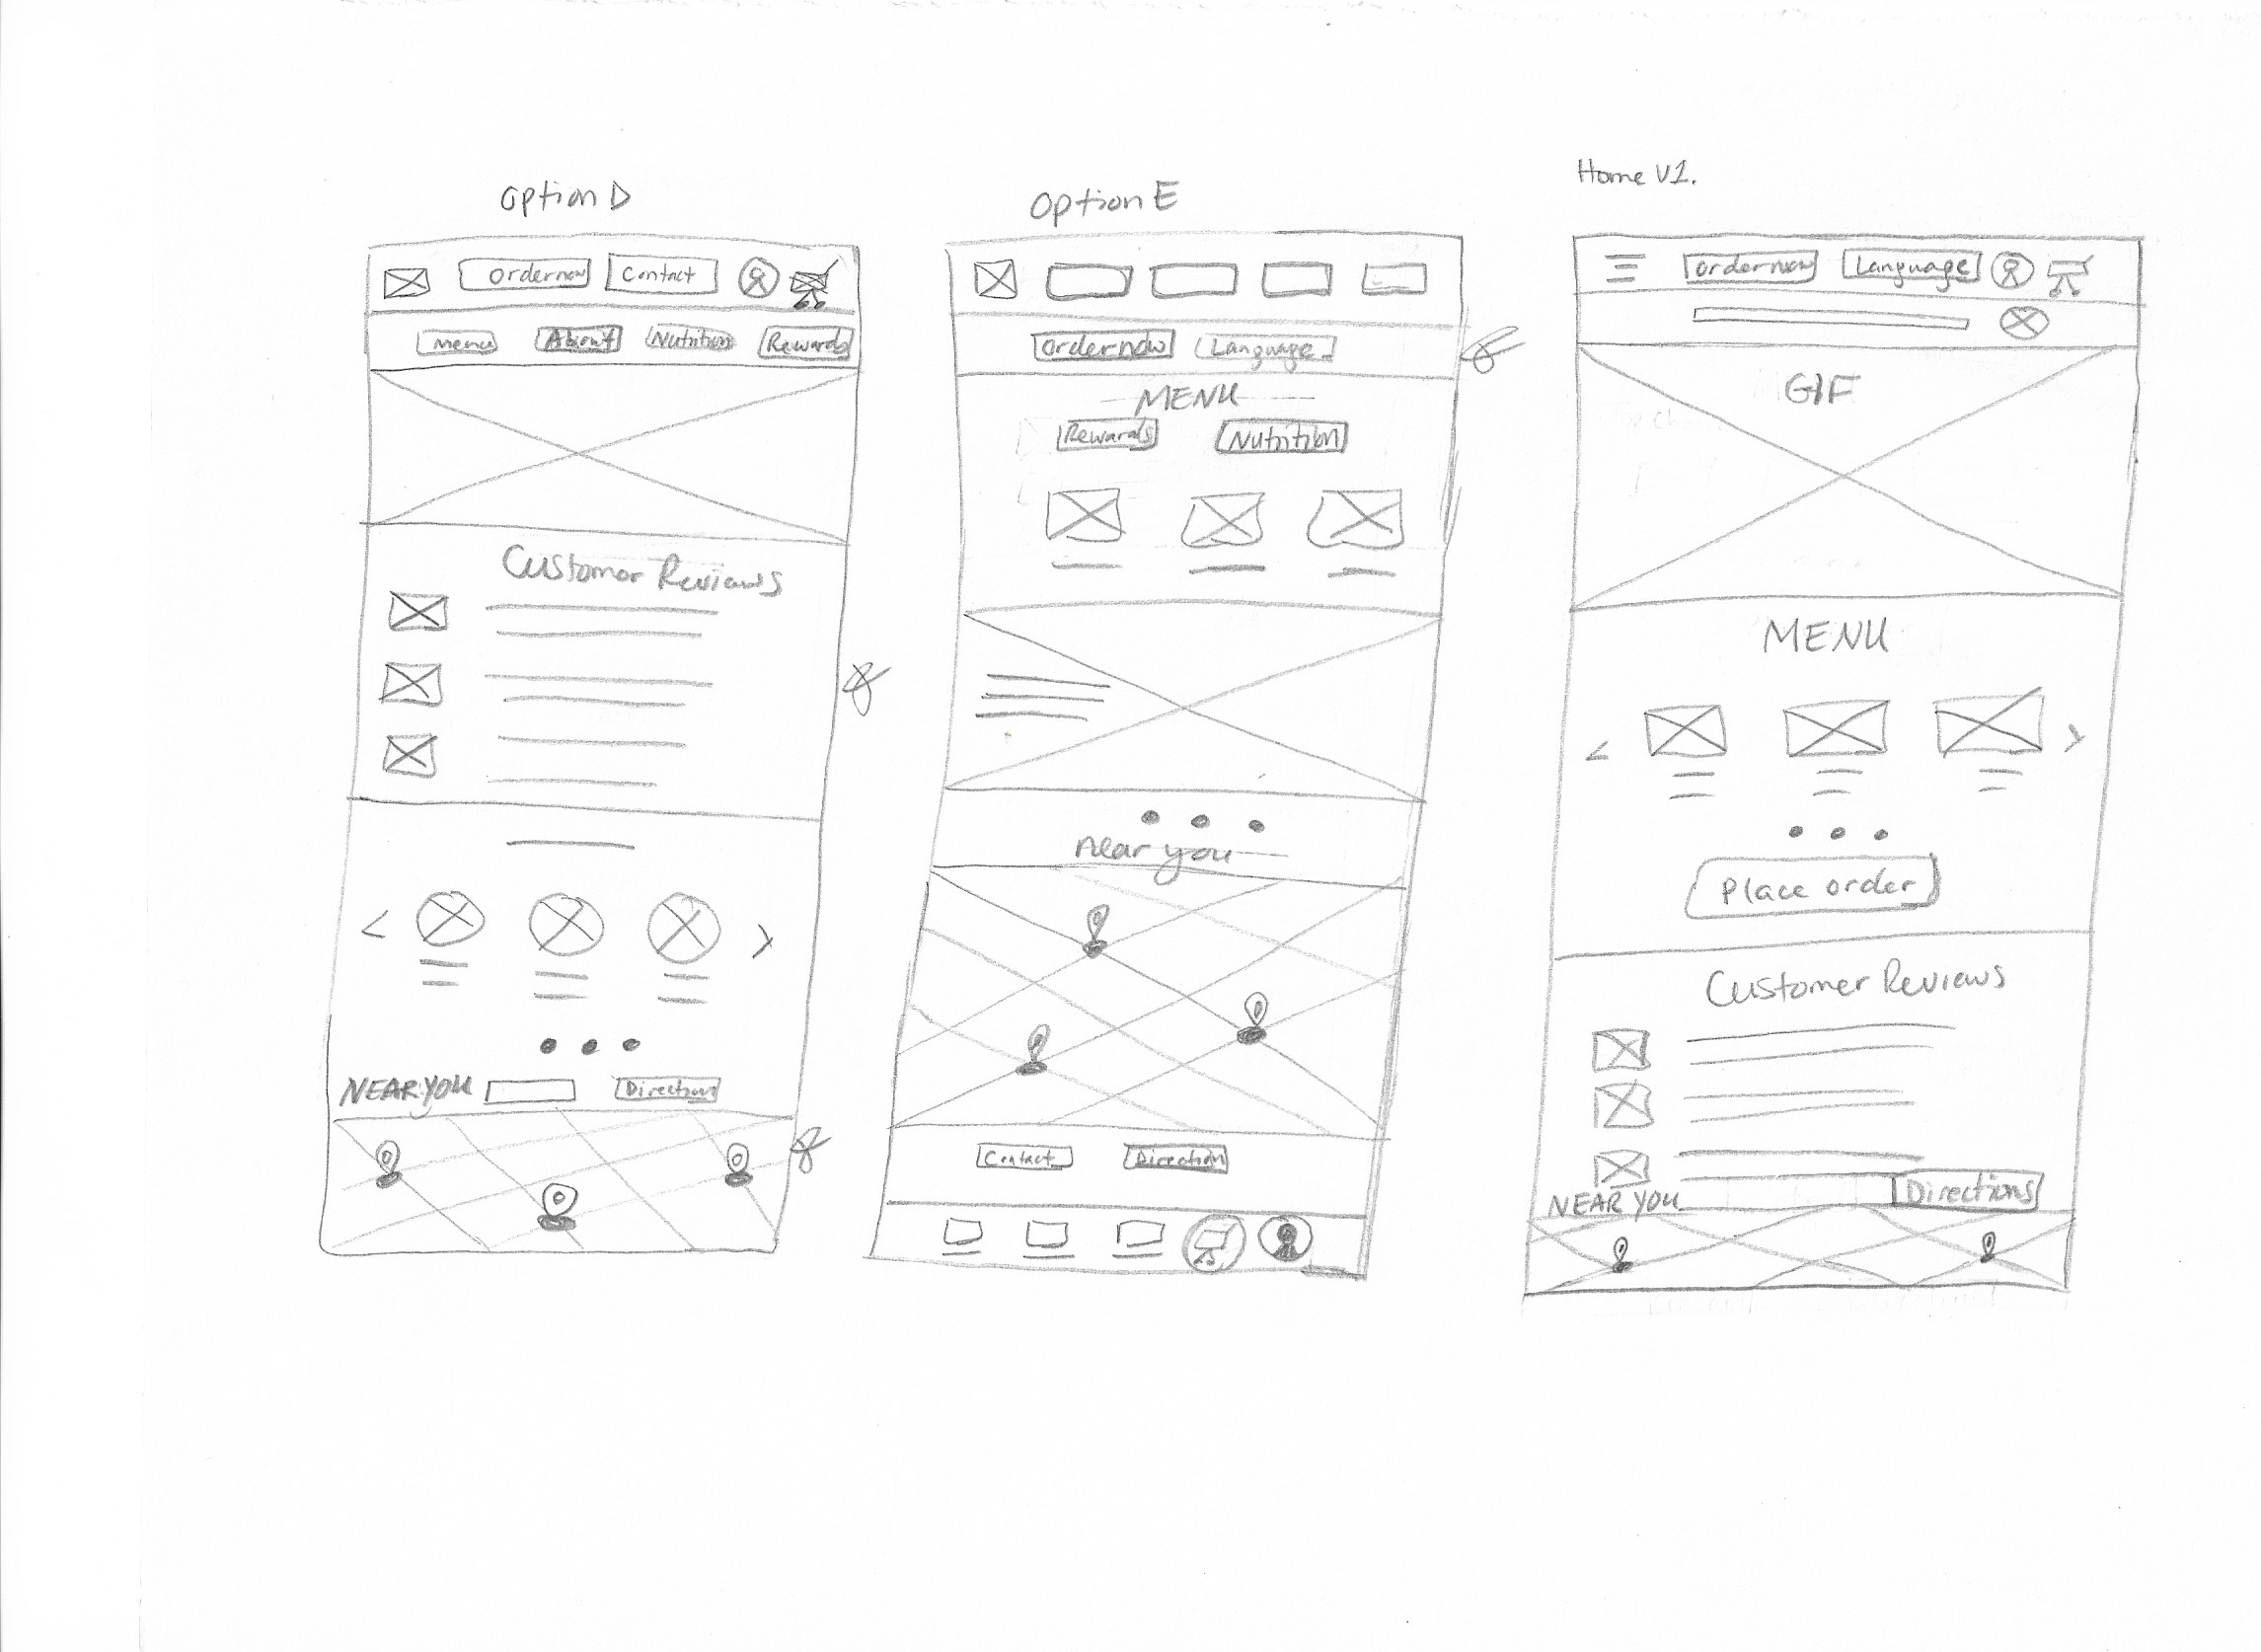 Option D
Order now Contact
Menu About Nutrition Rewards
Customer Reviews
NEAR YOU Direction
Option E
Order now Language
MENU
Rewards Nutrition
near you
Contact Direction
Home V1.
Order Now Language
GIF
MENU
Place order
Customer Reviews
NEAR YOU Directions